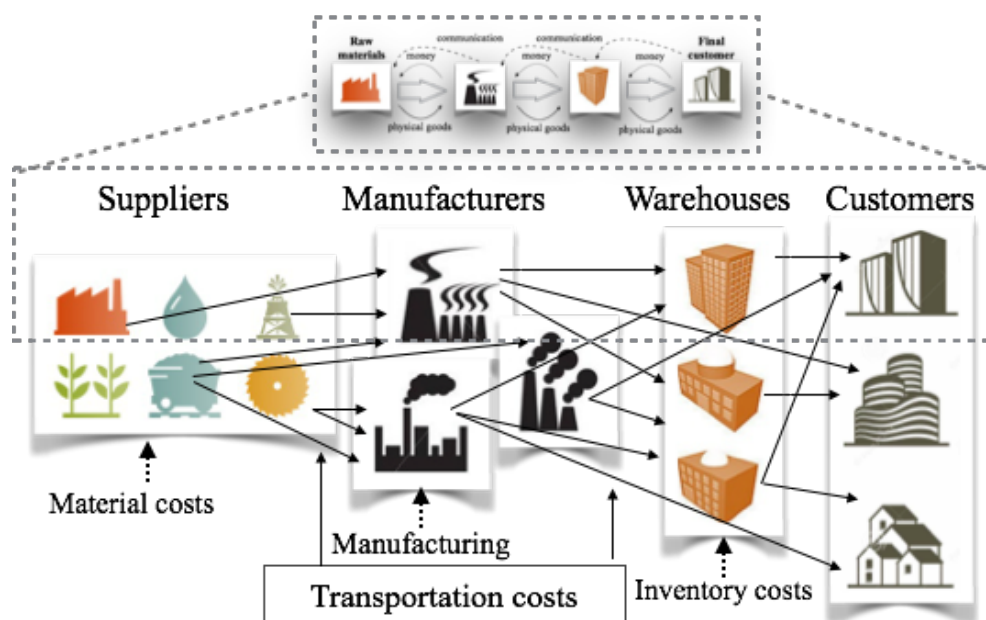 Raw
materials
communication
communication
Final
customer
money
money
money
physical goods
physical goods
physical goods
Suppliers
Manufacturers
Warehouses
Customers
Material costs
Manufacturing
Transportation costs
Inventory costs